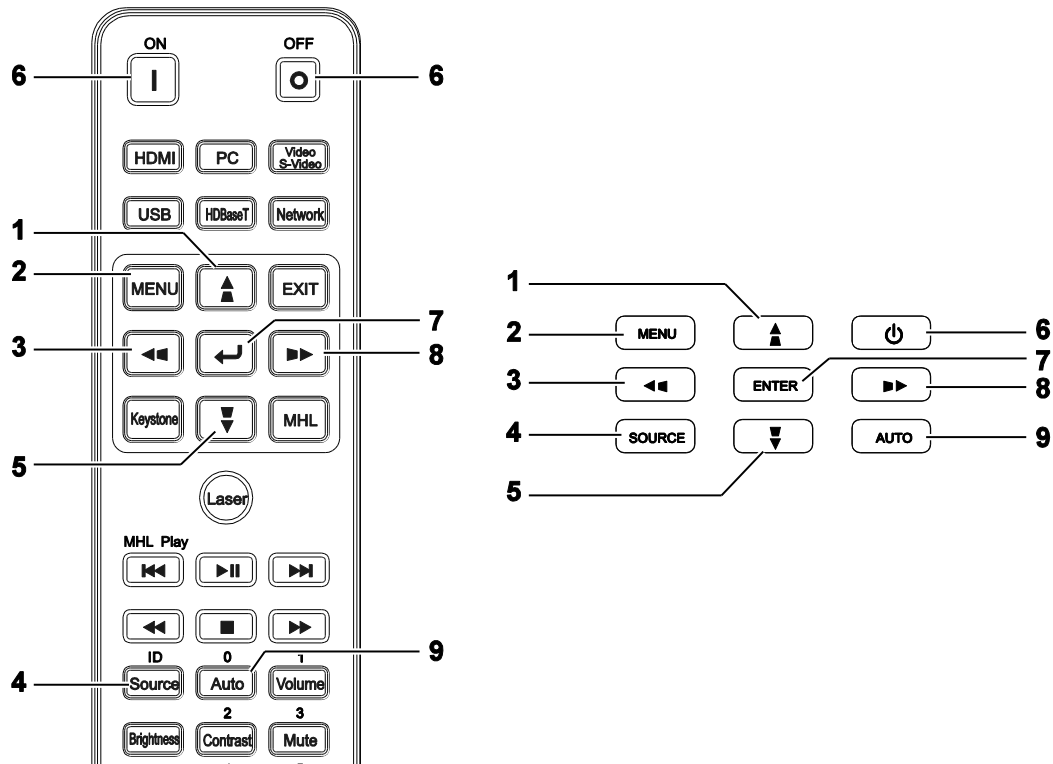 ON OFF
6 6
HDMI PC Video
S-Video
USB HDBaseT Network
1
2 MENU EXIT
7
3 8
Keystone MHL
5
Laser
MHL Play
ID 0 1
9
4 Source Auto Volume
2 3
Brightness Contrast Mute
1
2 MENU 6
7
3 ENTER 8
4 SOURCE AUTO 9
5